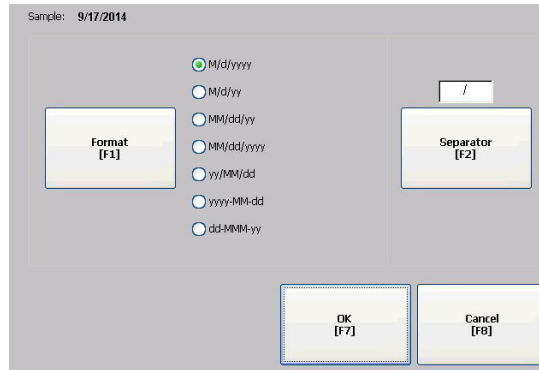 Sample: 9/17/2014
M/d/yyyy
M/d/yy
MM/dd/yy
MM/dd/yyyy
yy/MM/dd
yyyy-MM-dd
dd-MMM-yy
Format
[F1]
/
Separator
[F2]
OK
[F7]
Cancel
[F8]